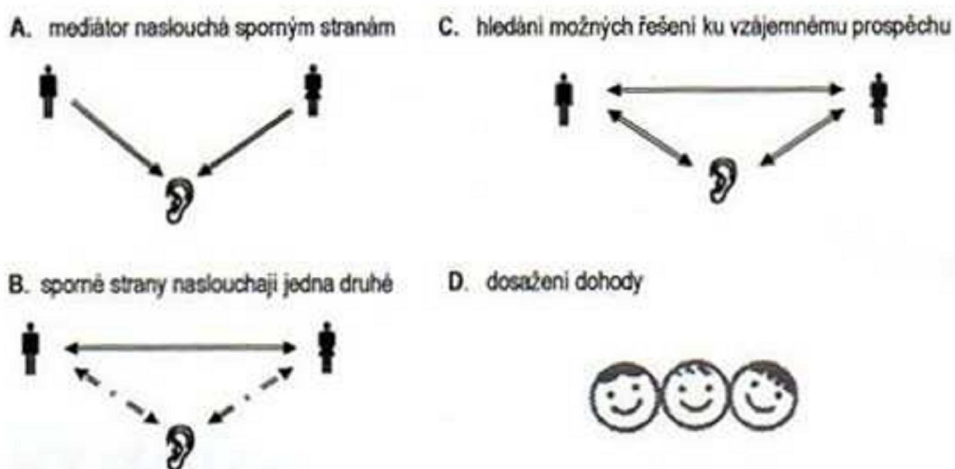 A. mediátor naslouchá sporným stranám
B. sporné strany naslouchají jedna druhé
C. hledání možných řešení ku vzájemnému prospěchu
D. dosažení dohody